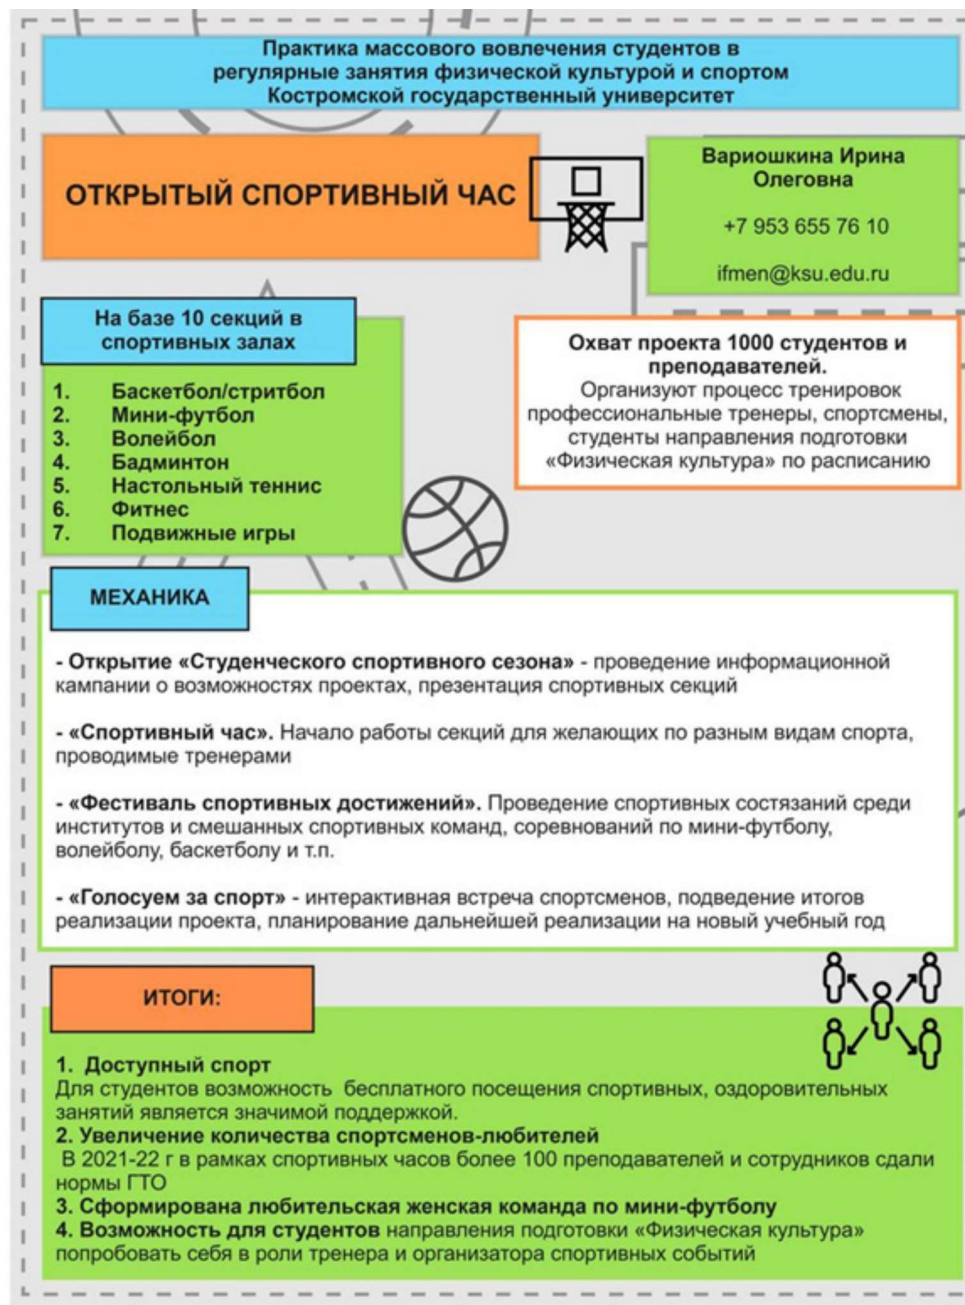 Практика массового вовлечения студентов в
регулярные занятия физической культурой и спортом
Костромской государственный университет
ОТКРЫТЫЙ СПОРТИВНЫЙ ЧАС
Вариошкина Ирина
Олеговна
+7 953 655 76 10
ifmen@ksu.edu.ru
На базе 10 секций в
спортивных залах
1. Баскетбол/стритбол
2. Мини-футбол
3. Волейбол
4. Бадминтон
5. Настольный теннис
6. Фитнес
7. Подвижные игры
Охват проекта 1000 студентов и
преподавателей.
Организуют процесс тренировок
профессиональные тренеры, спортсмены,
студенты направления подготовки
«Физическая культура» по расписанию
МЕХАНИКА
- Открытие «Студенческого спортивного сезона» - проведение информационной
кампании о возможностях проектах, презентация спортивных секций
- «Спортивный час». Начало работы секций для желающих по разным видам спорта,
проводимые тренерами
- «Фестиваль спортивных достижений». Проведение спортивных состязаний среди
институтов и смешанных спортивных команд, соревнований по мини-футболу,
волейболу, баскетболу и т.п.
- «Голосуем за спорт» - интерактивная встреча спортсменов, подведение итогов
реализации проекта, планирование дальнейшей реализации на новый учебный год
ИТОГИ:
1. Доступный спорт
Для студентов возможность бесплатного посещения спортивных, оздоровительных
занятий является значимой поддержкой.
2. Увеличение количества спортсменов-любителей
В 2021-22 г в рамках спортивных часов более 100 преподавателей и сотрудников сдали
нормы ГТО
3. Сформирована любительская женская команда по мини-футболу
4. Возможность для студентов направления подготовки «Физическая культура»
попробовать себя в роли тренера и организатора спортивных событий